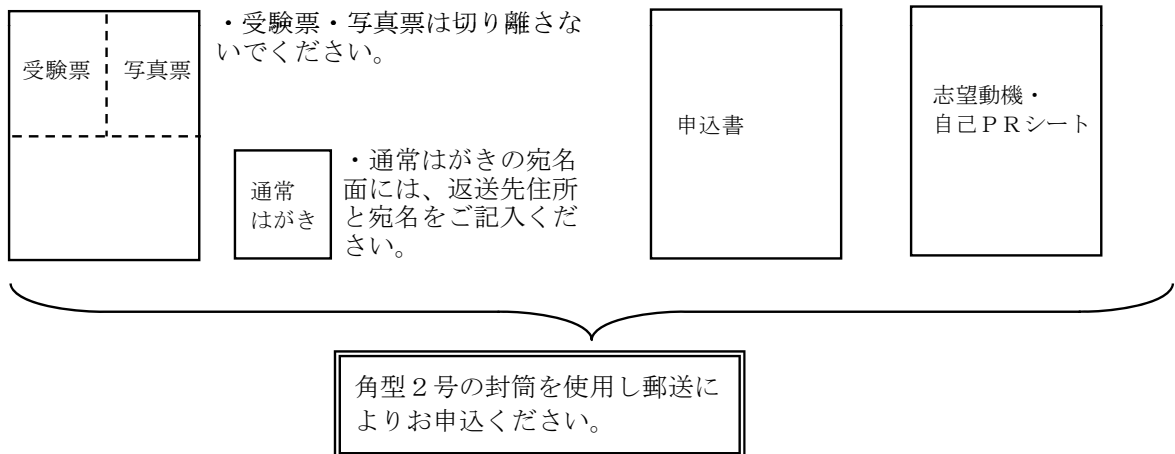 受験票
写真票
・受験票・写真票は切り離さな
いでください。
通常
はがき
・通常はがきの宛名
面には、返送先住所
と宛名をご記入くだ
さい。
申込書
志望動機・
自己ＰＲシート
角型２号の封筒を使用し郵送に
よりお申込ください。